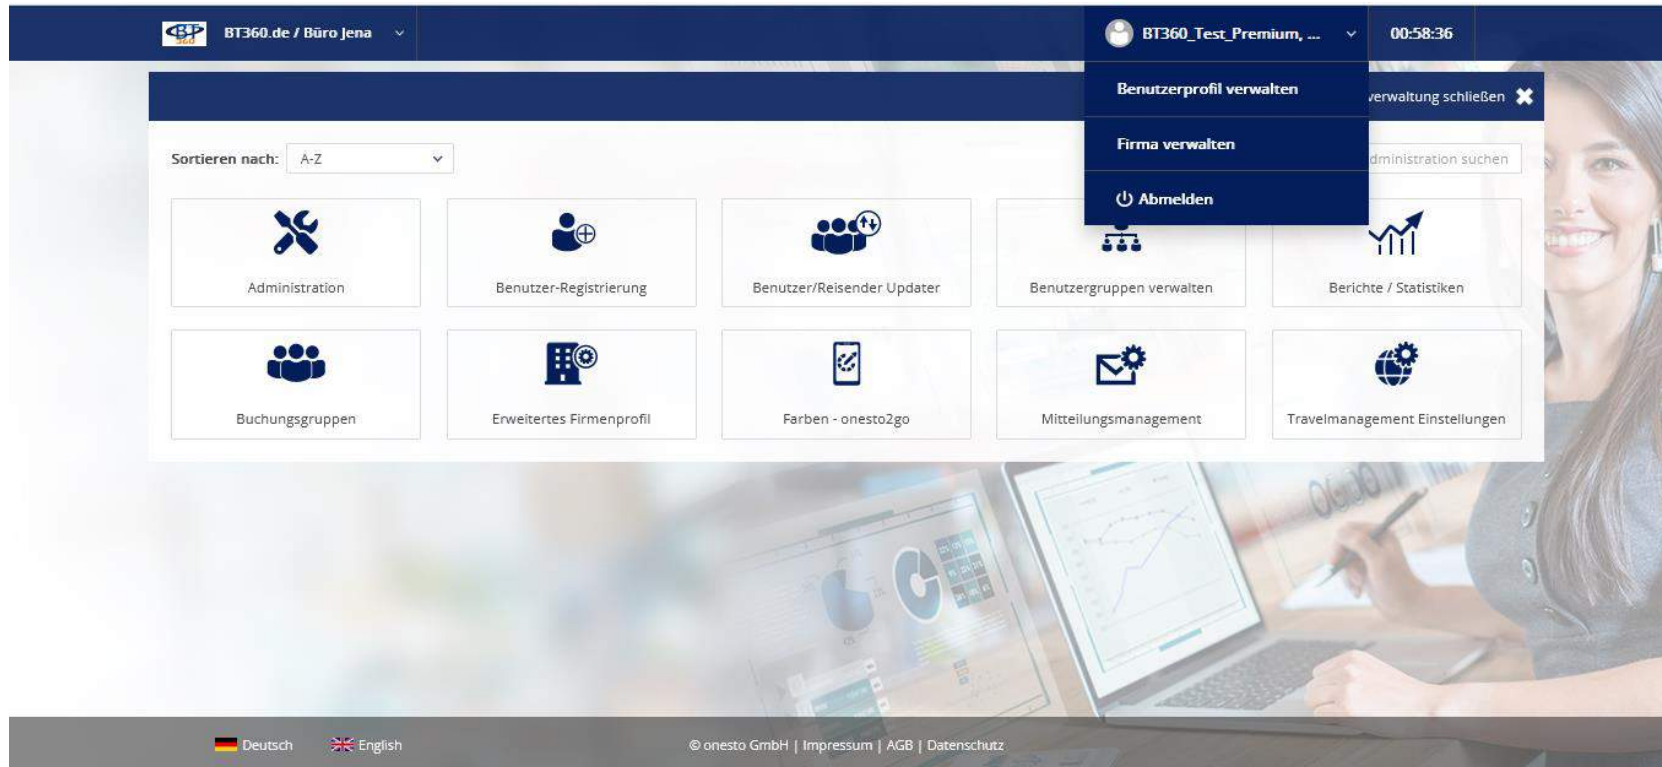 BT 360 BT360.de / Büro Jena
BT360_Test_Premium, ...
00:58:36
Benutzerprofil verwalten
Firma verwalten
Abmelden
verwaltung schließen
Sortieren nach: A-Z
dministration suchen
Administration
Benutzer-Registrierung
Benutzer/Reisender Updater
Benutzergruppen verwalten
Berichte / Statistiken
Buchungsgruppen
Erweitertes Firmenprofil
Farben - onesto2go
Mitteilungsmanagement
Travelmanagement Einstellungen
Deutsch
English
© onesto GmbH | Impressum | AGB | Datenschutz